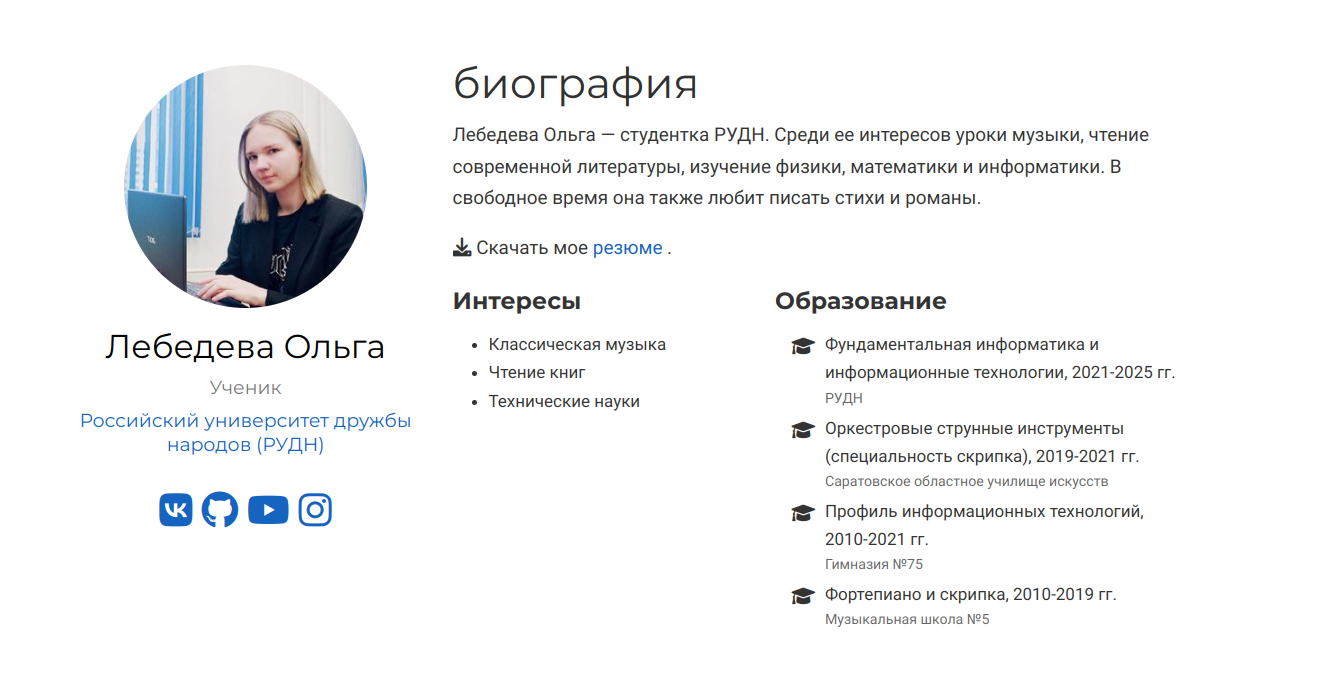 биография
Лебедева Ольга — студентка РУДН. Среди ее интересов уроки музыки, чтение
современной литературы, изучение физики, математики и информатики. В
свободное время она также любит писать стихи и романы.
Скачать мое резюме .
Лебедева Ольга
Ученик
Российский университет дружбы
народов (РУДН)
Интересы
Классическая музыка
Чтение книг
Технические науки
Образование
Фундаментальная информатика и
информационные технологии, 2021-2025 гг.
РУДН
Оркестровые струнные инструменты
(специальность скрипка), 2019-2021 гг.
Саратовское областное училище искусств
Профиль информационных технологий,
2010-2021 гг.
Гимназия №75
Фортепиано и скрипка, 2010-2019 гг.
Музыкальная школа №5